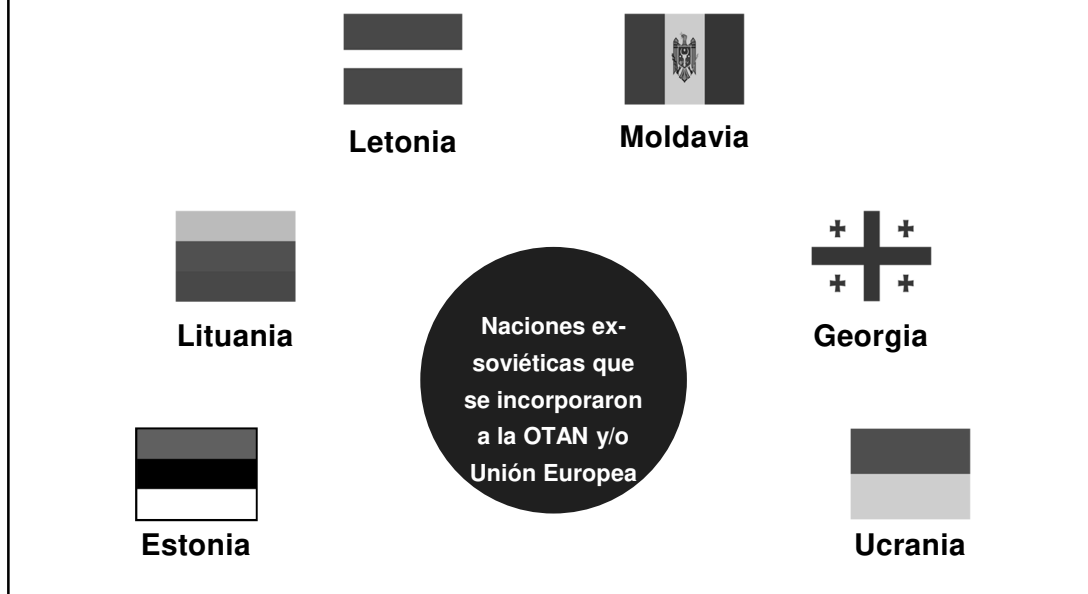 Letonia
Moldavia
Lituania
Georgia
Naciones ex-
soviéticas que
se incorporaron
a la OTAN y/o
Unión Europea
Estonia
Ucrania